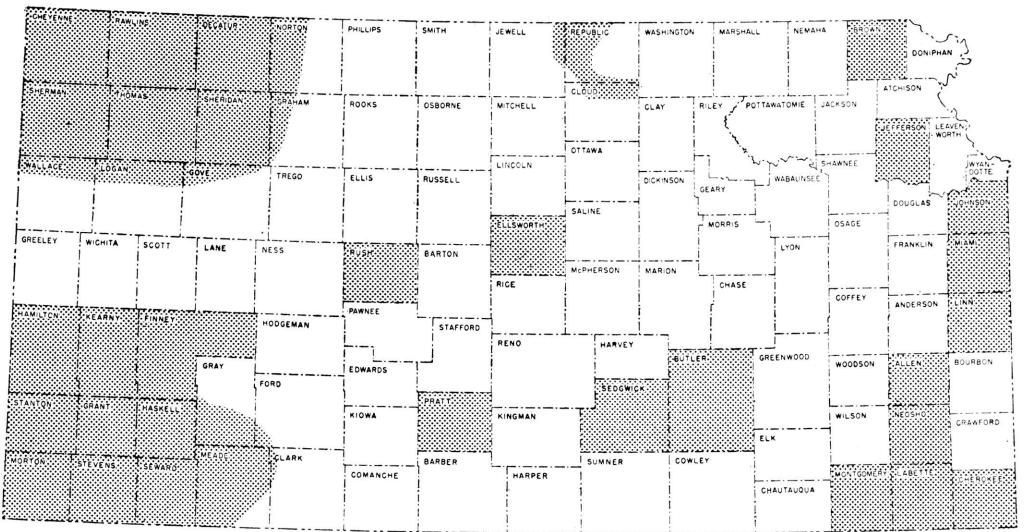 CHEYENNE RAWLINS DECATUR NORTON PHILLIPS SMITH JEWELL REPUBLIC WASHINGTON MARSHALL NEMAHA BROWN
DONIPHAN
CLOUD
ATCHISON
SHERMAN THOMAS SHERIDAN GRAHAM ROOKS OSBORNE MITCHELL CLAY RILEY POTTAWATOMIE JACKSON
JEFFERSON LEAVEN-
WORTH
OTTAWA
WALLACE LOGAN GOVE TREGO ELLIS RUSSELL LINCOLN DICKINSON GEARY WABAUNSEE SHAWNEE WYAN-
DOTTE
DOUGLAS JOHNSON
SALINE
ELLSWORTH MORRIS OSAGE
GREELEY WICHITA SCOTT LANE NESS RUSH BARTON LYON FRANKLIN MIAMI
McPHERSON MARION
RICE CHASE
COFFEY ANDERSON LINN
HAMILTON KEARNY FINNEY HODGEMAN PAWNEE STAFFORD
RENO HARVEY BUTLER GREENWOOD
GRAY EDWARDS WOODSON ALLEN BOURBON
FORD SEDGWICK
STANTON GRANT HASKELL KIOWA PRATT KINGMAN WILSON NEOSHO CRAWFORD
ELK
MORTON STEVENS SEWARD MEADE CLARK BARBER SUMNER COWLEY
COMANCHE HARPER MONTGOMERY LABETTE CHEROKEE
CHAUTAUQUA